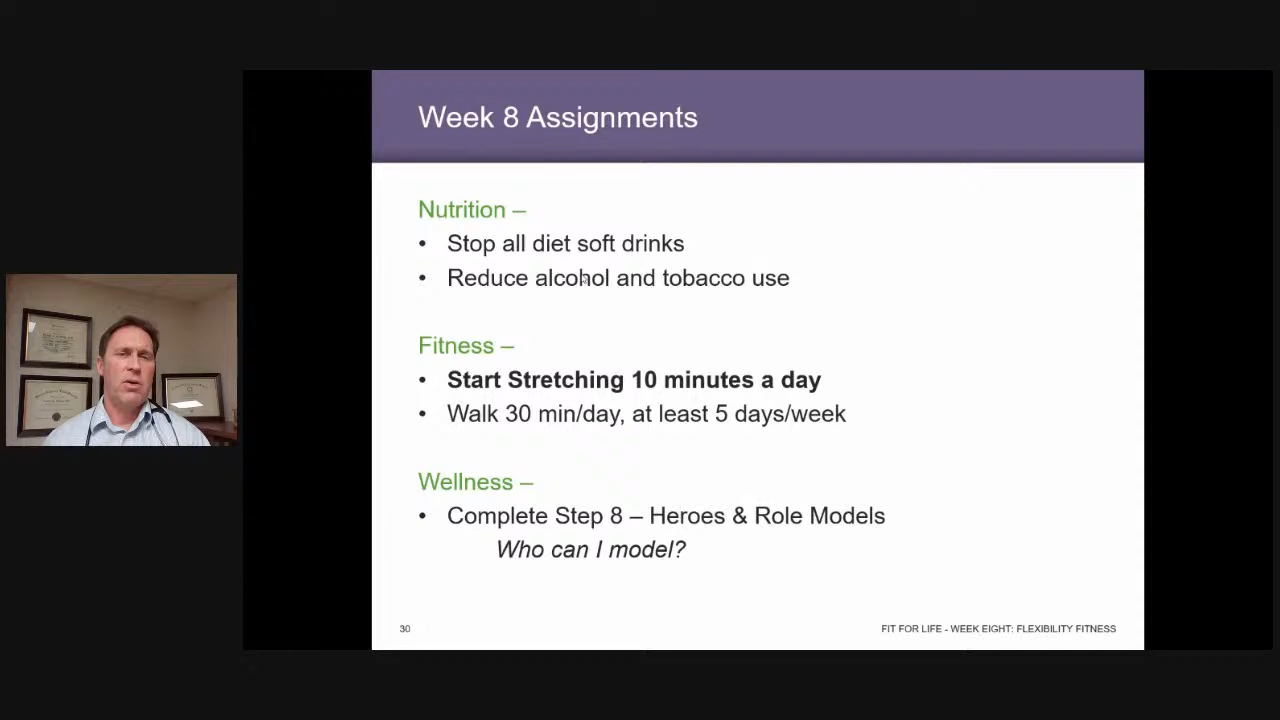 Week 8 Assignments
Nutrition –
• Stop all diet soft drinks
• Reduce alcohol and tobacco use
Fitness –
• Start Stretching 10 minutes a day
• Walk 30 min/day, at least 5 days/week
Wellness –
• Complete Step 8 – Heroes & Role Models
Who can I model?
30
FIT FOR LIFE - WEEK EIGHT: FLEXIBILITY FITNESS